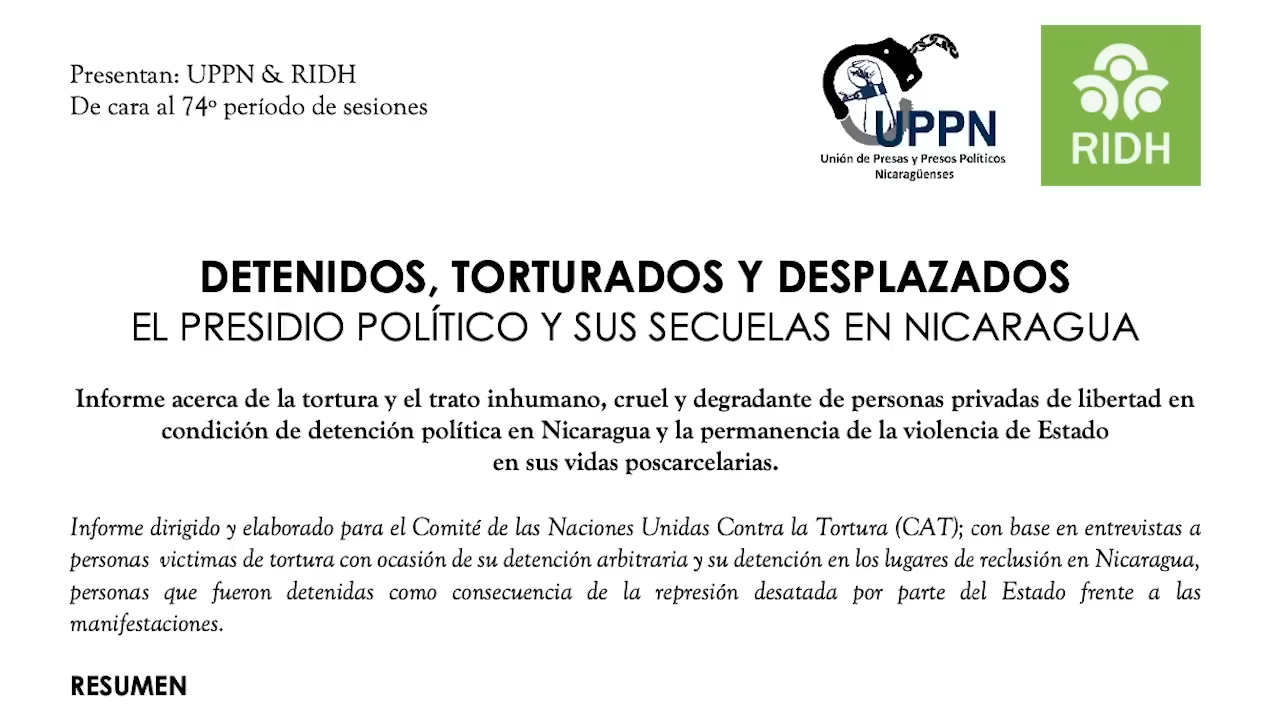 Presentan: UPPN & RIDH
De cara al 74º período de sesiones
UPPN
Unión de Presas y Presos Políticos
Nicaragüenses
RIDH
DETENIDOS, TORTURADOS Y DESPLAZADOS
EL PRESIDIO POLÍTICO Y SUS SECUELAS EN NICARAGUA
Informe acerca de la tortura y el trato inhumano, cruel y degradante de personas privadas de libertad en
condición de detención política en Nicaragua y la permanencia de la violencia de Estado
en sus vidas poscarcelarias.
Informe dirigido y elaborado para el Comité de las Naciones Unidas Contra la Tortura (CAT); con base en entrevistas a
personas victimas de tortura con ocasión de su detención arbitraria y su detención en los lugares de reclusión en Nicaragua,
personas que fueron detenidas como consecuencia de la represión desatada por parte del Estado frente a las
manifestaciones.
RESUMEN